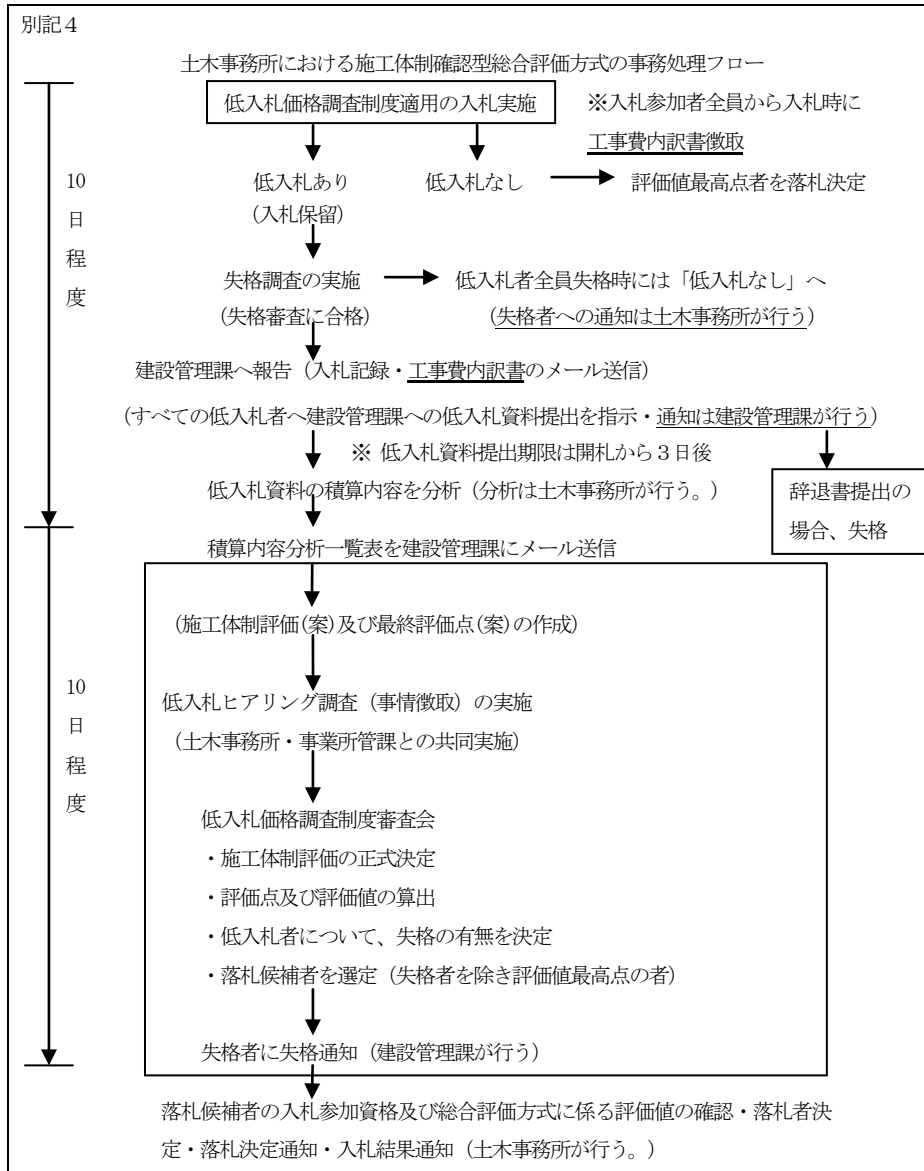 別記４
土木事務所における施工体制確認型総合評価方式の事務処理フロー
低入札価格調査制度適用の入札実施
※入札参加者全員から入札時に
工事費内訳書徴取
10日程度
低入札あり
(入札保留)
低入札なし
評価値最高点者を落札決定
失格調査の実施
(失格審査に合格)
低入札者全員失格時には「低入札なし」へ
(失格者への通知は土木事務所が行う)
建設管理課へ報告（入札記録・工事費内訳書のメール送信）
(すべての低入札者へ建設管理課への低入札資料提出を指示・通知は建設管理課が行う)
※ 低入札資料提出期限は開札から３日後
低入札資料の積算内容を分析（分析は土木事務所が行う。）
辞退書提出の
場合、失格
積算内容分析一覧表を建設管理課にメール送信
10日程度
(施工体制評価(案)及び最終評価点(案)の作成)
低入札ヒアリング調査（事情徴取）の実施
(土木事務所・事業所管課との共同実施)
低入札価格調査制度審査会
・施工体制評価の正式決定
・評価点及び評価値の算出
・低入札者について、失格の有無を決定
・落札候補者を選定（失格者を除き評価値最高点の者）
失格者に失格通知（建設管理課が行う）
落札候補者の入札参加資格及び総合評価方式に係る評価値の確認・落札者決
定・落札決定通知・入札結果通知（土木事務所が行う。）